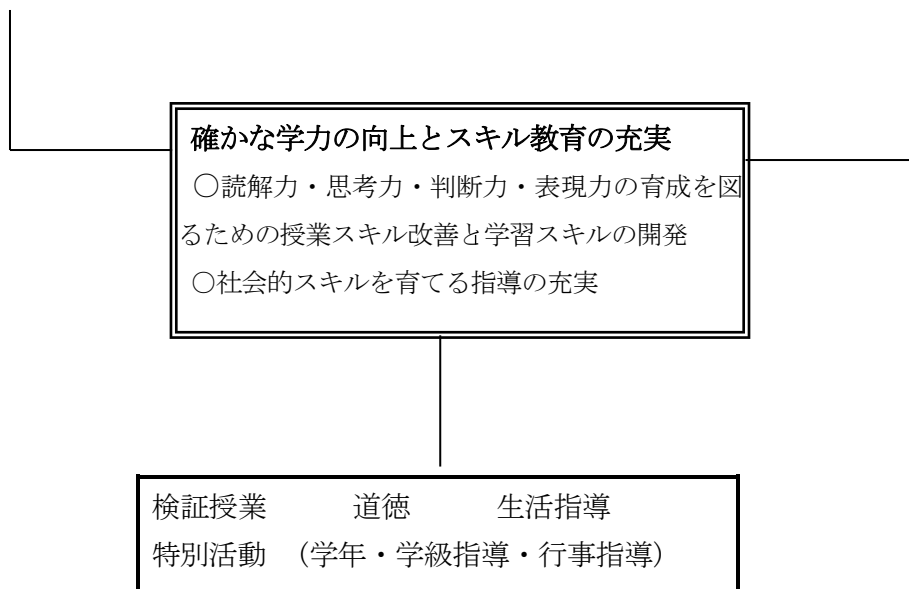 確かな学力の向上とスキル教育の充実
○読解力・思考力・判断力・表現力の育成を図
るための授業スキル改善と学習スキルの開発
○社会的スキルを育てる指導の充実
検証授業　　　道徳　　　生活指導
特別活動　（学年・学級指導・行事指導）